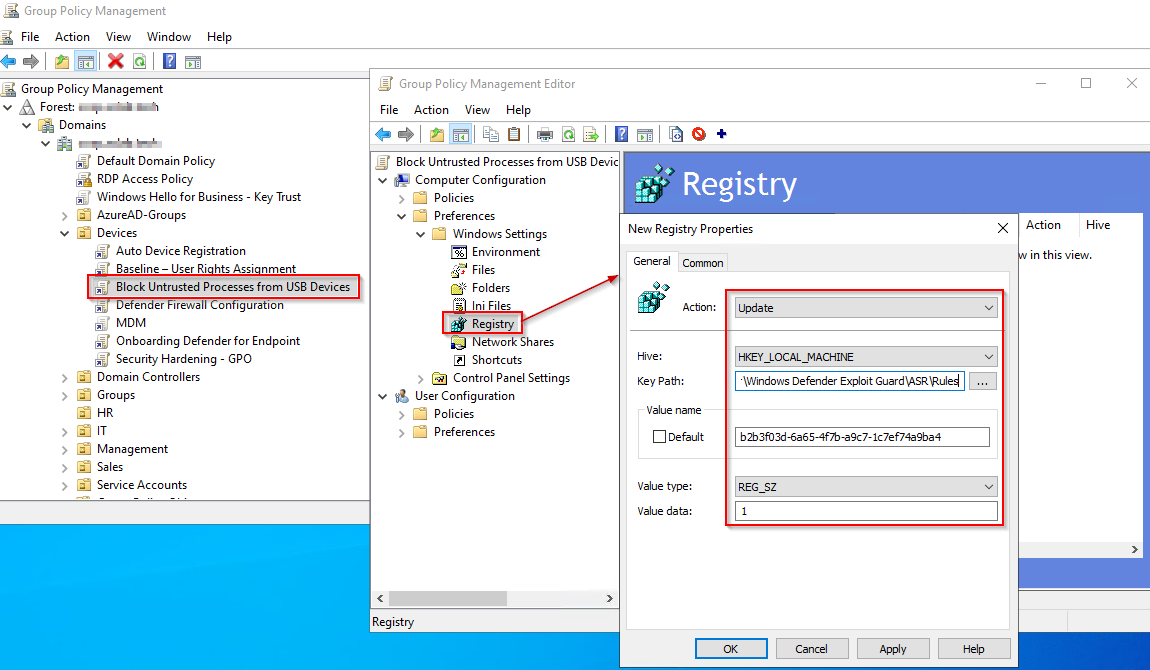 Group Policy Management
File Action View Window Help
Group Policy Management
Forest:
Domains
Default Domain Policy
RDP Access Policy
Windows Hello for Business - Key Trust
AzureAD-Groups
Devices
Auto Device Registration
Baseline – User Rights Assignment
Block Untrusted Processes from USB Devices
Defender Firewall Configuration
MDM
Onboarding Defender for Endpoint
Security Hardening - GPO
Domain Controllers
Groups
HR
IT
Management
Sales
Service Accounts
Group Policy Management Editor
File Action View Help
Block Untrusted Processes from USB Devic
Computer Configuration
Policies
Preferences
Windows Settings
Environment
Files
Folders
Ini Files
Registry
Network Shares
Shortcuts
Control Panel Settings
User Configuration
Policies
Preferences
Registry
Registry
Action Hive
w in this view.
New Registry Properties
General Common
Action: Update
Hive: HKEY_LOCAL_MACHINE
Key Path: \Windows Defender Exploit Guard\ASR\Rules ...
Value name
Default b2b3f03d-6a65-4f7b-a9c7-1c7ef74a9ba4
Value type: REG_SZ
Value data: 1
OK Cancel Apply Help